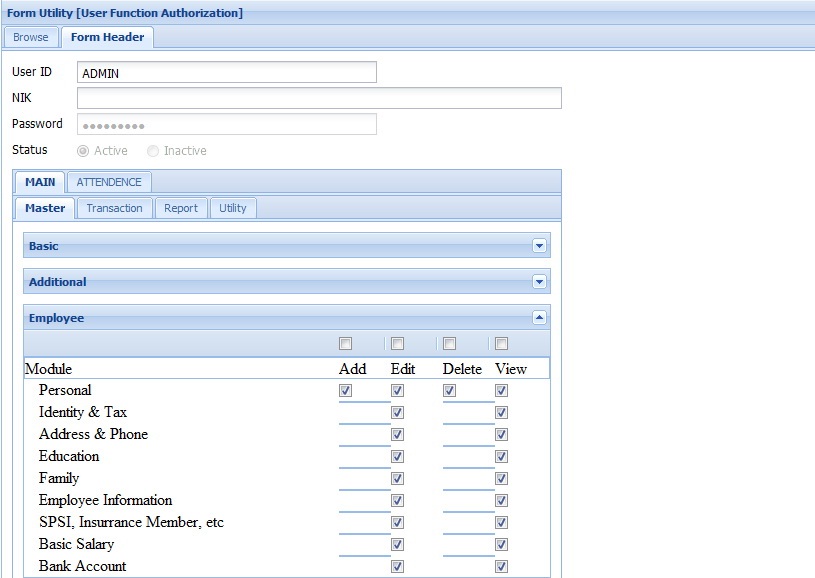 Form Utility [User Function Authorization]
Browse Form Header
User ID ADMIN
NIK
Password •••••••••
Status Active Inactive
MAIN ATTENDENCE
Master Transaction Report Utility
Basic
Additional
Employee
Module Add Edit Delete View
Personal
Identity & Tax
Address & Phone
Education
Family
Employee Information
SPSI, Insurrance Member, etc
Basic Salary
Bank Account